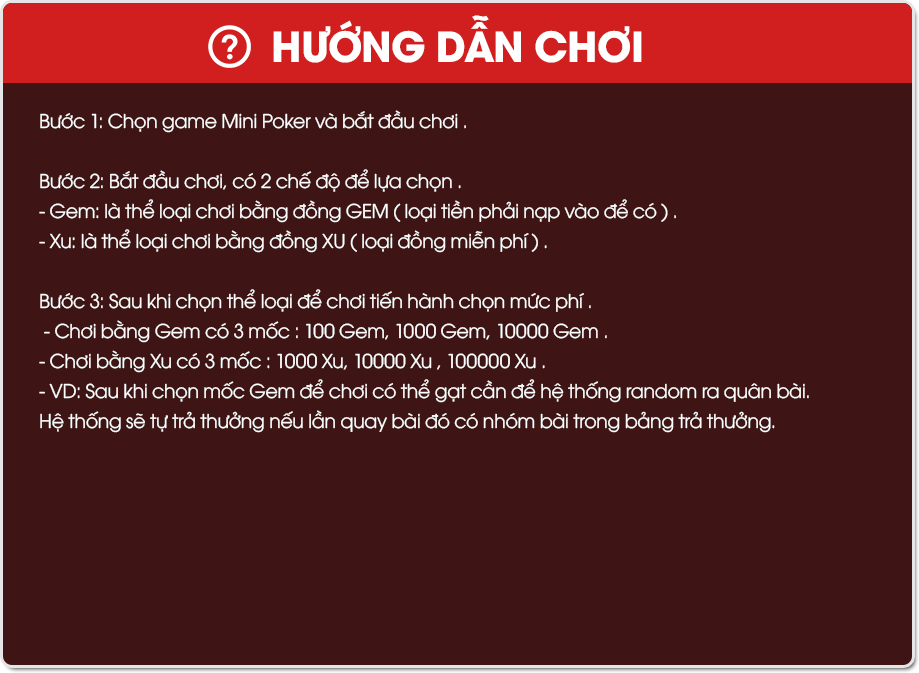 HƯỚNG DẪN CHƠI
Bước 1: Chọn game Mini Poker và bắt đầu chơi .
Bước 2: Bắt đầu chơi, có 2 chế độ để lựa chọn .
- Gem: là thể loại chơi bằng đồng GEM ( loại tiền phải nạp vào để có ) .
- Xu: là thể loại chơi bằng đồng XU ( loại đồng miễn phí ) .
Bước 3: Sau khi chọn thể loại để chơi tiến hành chọn mức phí .
- Chơi bằng Gem có 3 mốc : 100 Gem, 1000 Gem, 10000 Gem .
- Chơi bằng Xu có 3 mốc : 1000 Xu, 10000 Xu , 100000 Xu .
- VD: Sau khi chọn mốc Gem để chơi có thể gạt cần để hệ thống random ra quân bài.
Hệ thống sẽ tự trả thưởng nếu lần quay bài đó có nhóm bài trong bảng trả thưởng.